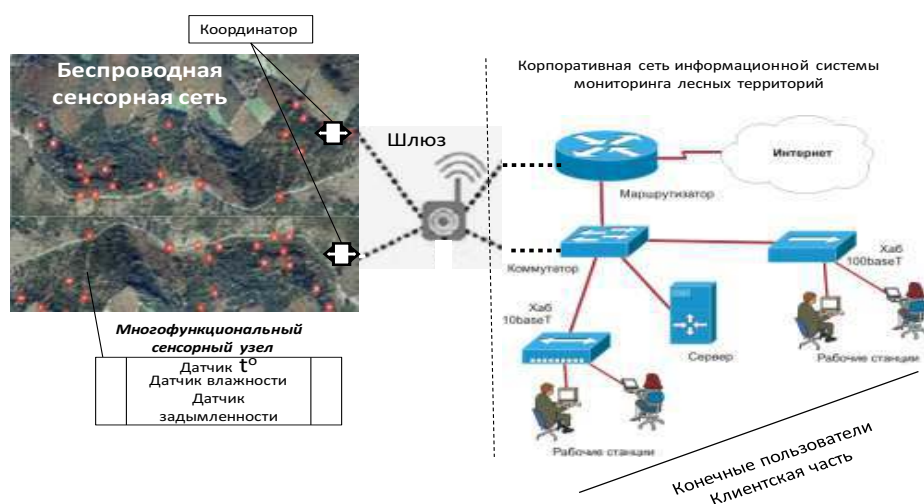 Координатор
Беспроводная
сенсорная сеть
Шлюз
Многофункциональный
сенсорный узел
Датчик t°
Датчик влажности
Датчик
задымленности
Корпоративная сеть информационной системы
мониторинга лесных территорий
Интернет
Маршрутизатор
Коммутатор
Хаб
100baseT
Хаб
10baseT
Сервер
Рабочие станции
Рабочие станции
Конечные пользователи
Клиентская часть